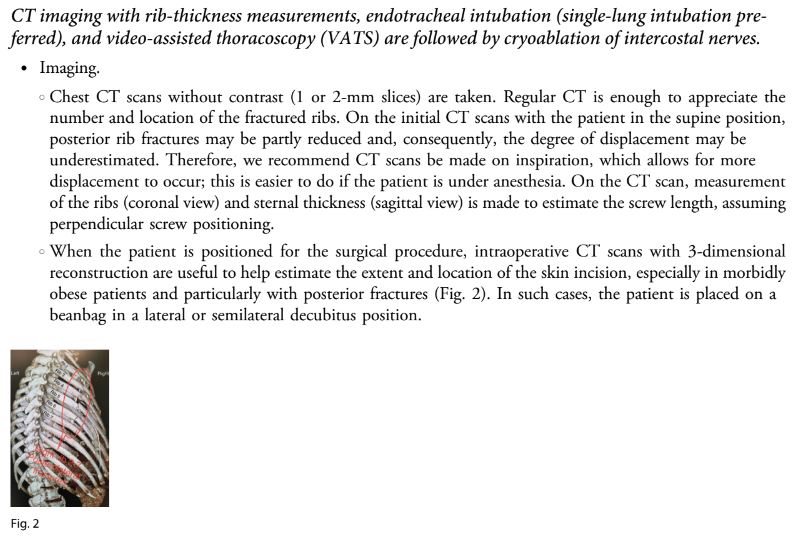 CT imaging with rib-thickness measurements, endotracheal intubation (single-lung intubation pre-
ferred), and video-assisted thoracoscopy (VATS) are followed by cryoablation of intercostal nerves.
• Imaging.
○ Chest CT scans without contrast (1 or 2-mm slices) are taken. Regular CT is enough to appreciate the
number and location of the fractured ribs. On the initial CT scans with the patient in the supine position,
posterior rib fractures may be partly reduced and, consequently, the degree of displacement may be
underestimated. Therefore, we recommend CT scans be made on inspiration, which allows for more
displacement to occur; this is easier to do if the patient is under anesthesia. On the CT scan, measurement
of the ribs (coronal view) and sternal thickness (sagittal view) is made to estimate the screw length, assuming
perpendicular screw positioning.
○ When the patient is positioned for the surgical procedure, intraoperative CT scans with 3-dimensional
reconstruction are useful to help estimate the extent and location of the skin incision, especially in morbidly
obese patients and particularly with posterior fractures (Fig. 2). In such cases, the patient is placed on a
beanbag in a lateral or semilateral decubitus position.
Left
Right
Fig. 2